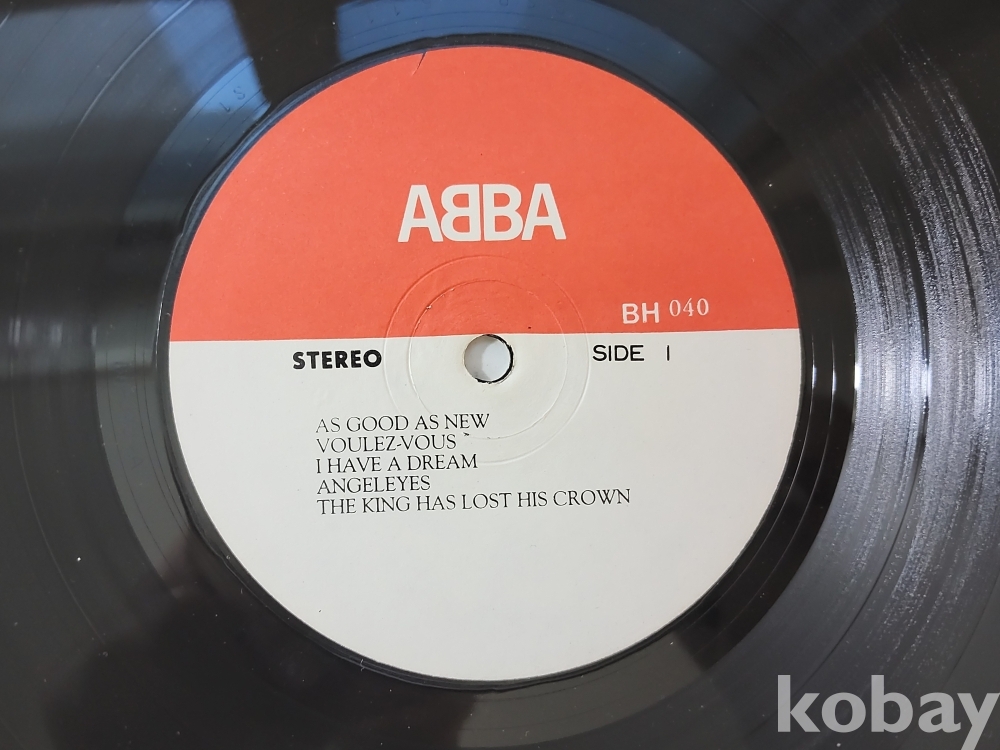 ABBA
BH 040
STEREO
SIDE 1
AS GOOD AS NEW
VOULEZ-VOUS
I HAVE A DREAM
ANGELEYES
THE KING HAS LOST HIS CROWN
kobay